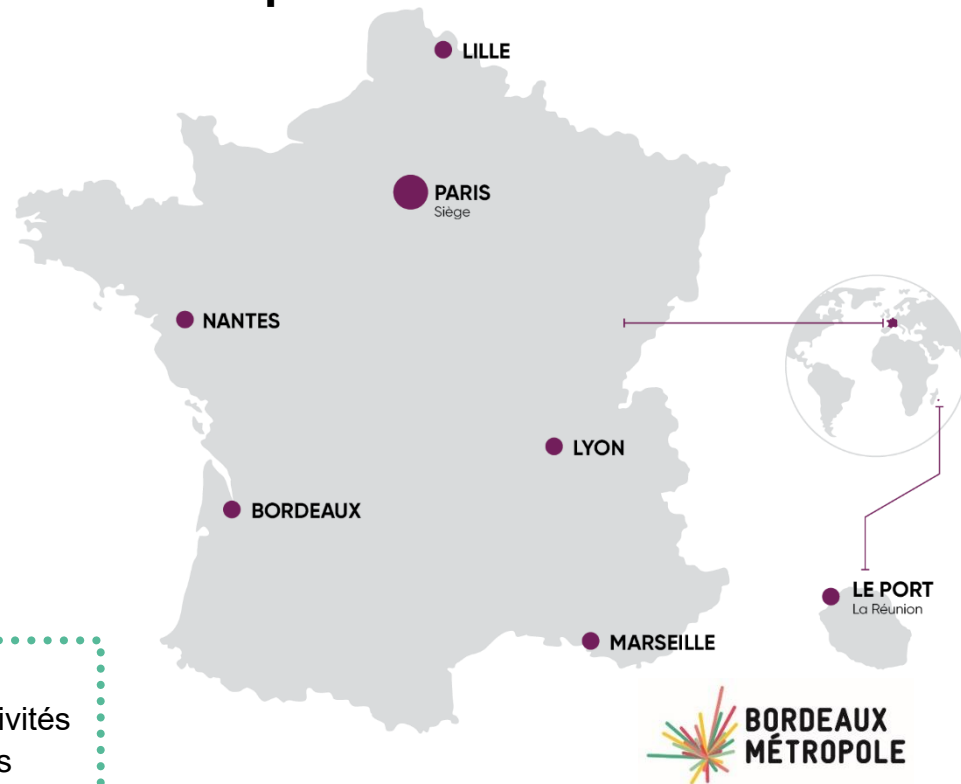 LILLE
PARIS
Siège
NANTES
LYON
BORDEAUX
LE PORT
La Réunion
MARSEILLE
BORDEAUX
MÉTROPOLE